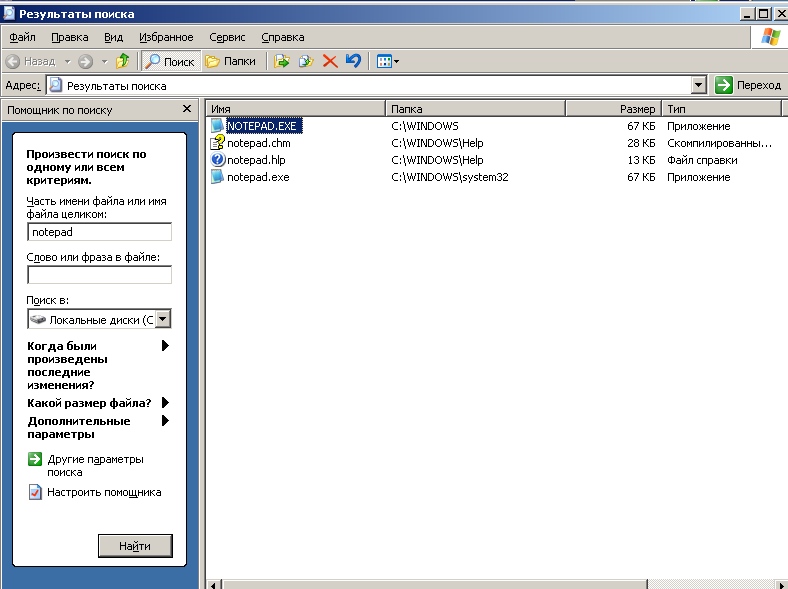 Результаты поиска
Файл Правка Вид Избранное Сервис Справка
Назад Поиск Папки
Адрес: Результаты поиска Переход
Помощник по поиску
Произвести поиск по
одному или всем
критериям.
Часть имени файла или имя
файла целиком:
notepad
Слово или фраза в файле:
Поиск в:
Локальные диски (C
Когда были
произведены
последние
изменения?
Какой размер файла?
Дополнительные
параметры
Другие параметры
поиска
Настроить помощника
Найти
Имя Папка Размер Тип
NOTEPAD.EXE C:\WINDOWS 67 КБ Приложение
notepad.chm C:\WINDOWS\Help 28 КБ Скомпилированны...
notepad.hlp C:\WINDOWS\Help 13 КБ Файл справки
notepad.exe C:\WINDOWS\system32 67 КБ Приложение